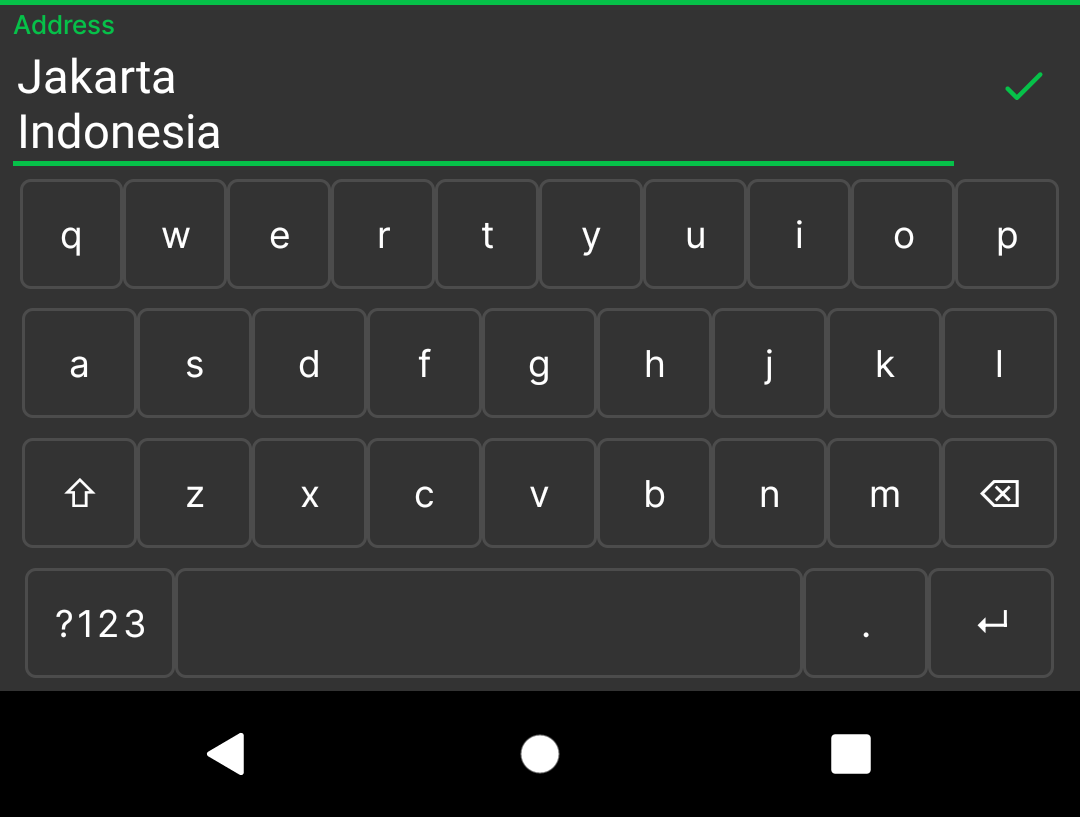 Address
Jakarta
Indonesia
q w e r t y u i o p
a s d f g h j k l
z x c v b n m
?123 .